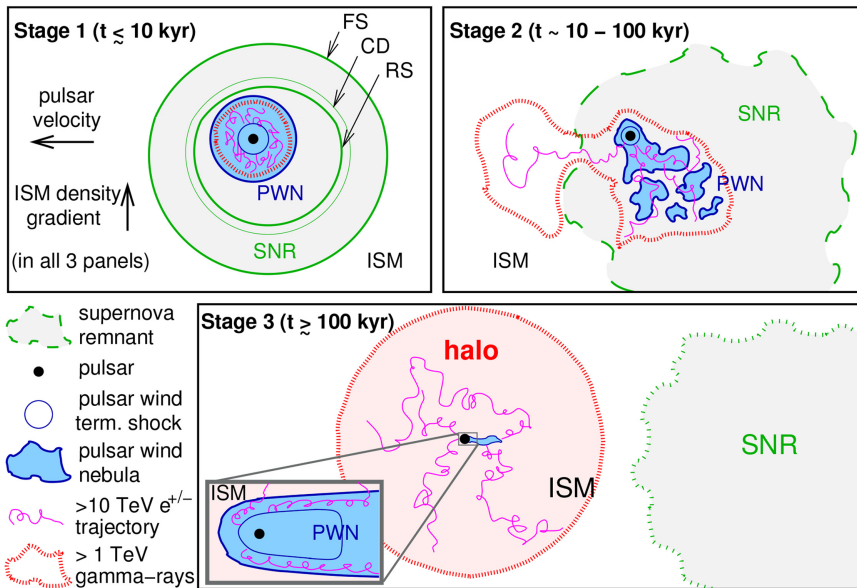 Stage 1 (t ≲ 10 kyr)
FS
CD
RS
pulsar
velocity
ISM density
gradient
(in all 3 panels)
PWN
SNR
ISM
Stage 2 (t ~ 10 – 100 kyr)
SNR
PWN
ISM
supernova
remnant
pulsar
pulsar wind
term. shock
pulsar wind
nebula
>10 TeV e+/−
trajectory
> 1 TeV
gamma−rays
Stage 3 (t ≳ 100 kyr)
halo
ISM
ISM
PWN
SNR